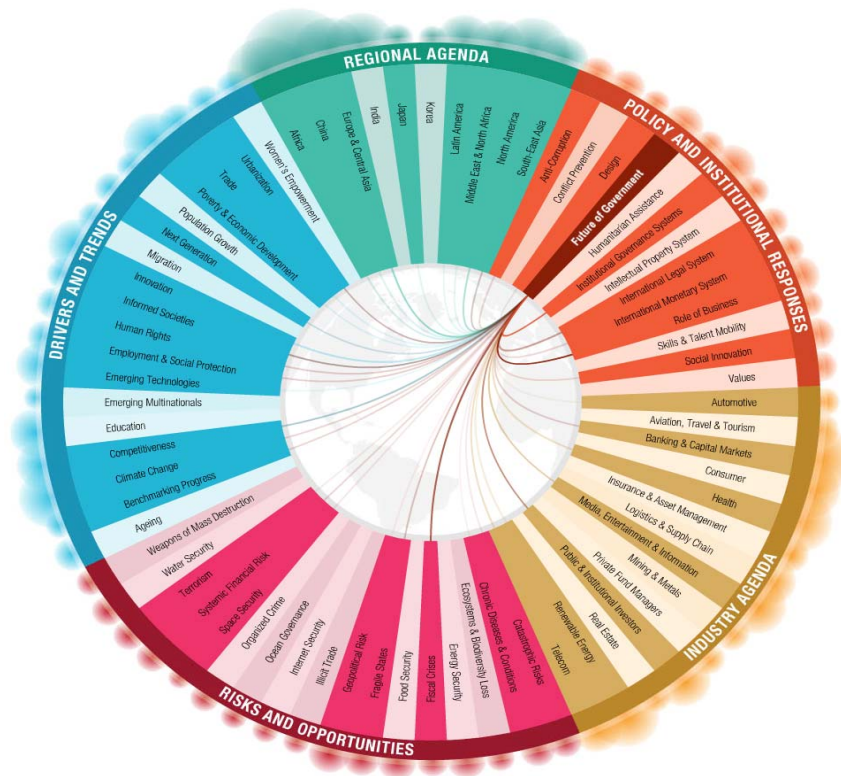 REGIONAL AGENDA
Africa
China
Europe & Central Asia
India
Japan
Korea
Latin America
Middle East & North Africa
North America
South-East Asia
POLICY AND INSTITUTIONAL RESPONSES
Anti-Corruption
Conflict Prevention
Design
Future of Government
Humanitarian Assistance
Institutional Governance Systems
Intellectual Property System
International Legal System
International Monetary System
Role of Business
Skills & Talent Mobility
Social Innovation
Values
INDUSTRY AGENDA
Automotive
Aviation, Travel & Tourism
Banking & Capital Markets
Consumer
Health
Insurance & Asset Management
Logistics & Supply Chain
Media, Entertainment & Information
Mining & Metals
Private Fund Managers
Public & Institutional Investors
Real Estate
Renewable Energy
Telecom
RISKS AND OPPORTUNITIES
Catastrophic Risks
Chronic Diseases & Conditions
Ecosystems & Biodiversity Loss
Energy Security
Fiscal Crises
Food Security
Fragile States
Geopolitical Risk
Illicit Trade
Internet Security
Ocean Governance
Organized Crime
Space Security
Systemic Financial Risk
Terrorism
Water Security
Weapons of Mass Destruction
DRIVERS AND TRENDS
Ageing
Benchmarking Progress
Climate Change
Competitiveness
Education
Emerging Multinationals
Emerging Technologies
Employment & Social Protection
Human Rights
Informed Societies
Innovation
Migration
Next Generation
Population Growth
Poverty & Economic Development
Trade
Urbanization
Women's Empowerment